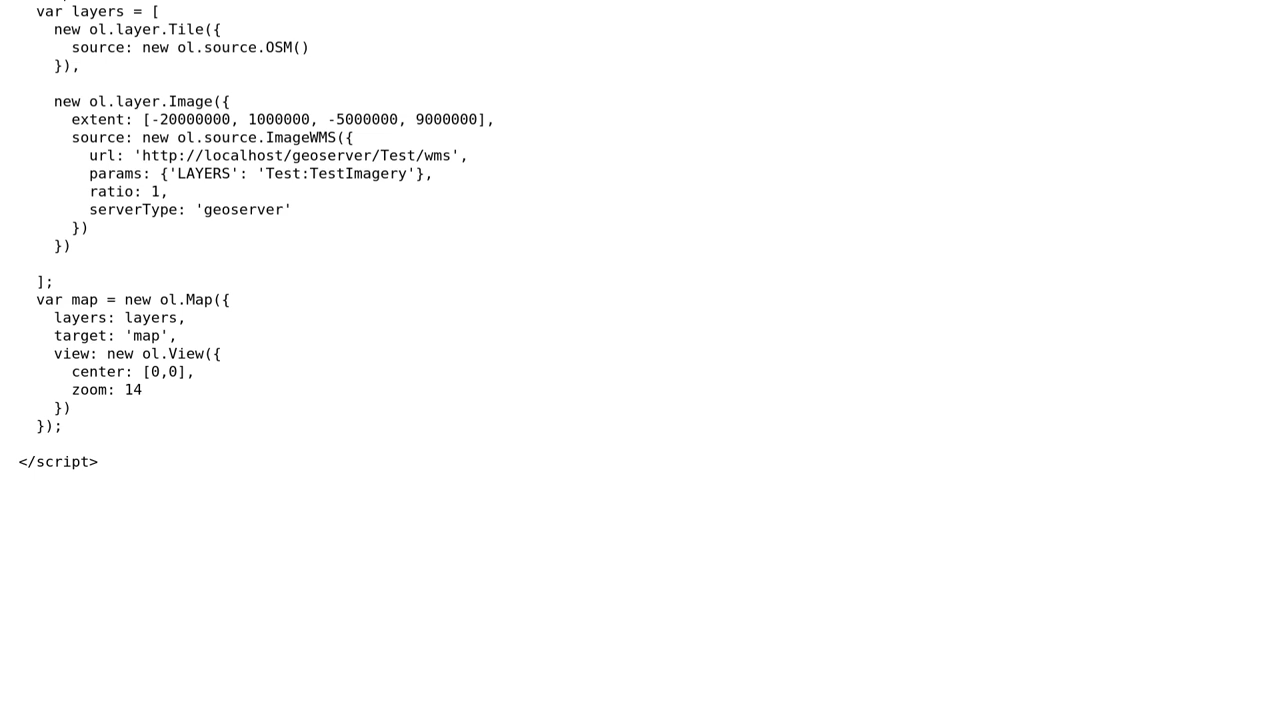 var layers = [
new ol.layer.Tile({
source: new ol.source.OSM()
}),
new ol.layer.Image({
extent: [-20000000, 1000000, -5000000, 9000000],
source: new ol.source.ImageWMS({
url: 'http://localhost/geoserver/Test/wms',
params: {'LAYERS': 'Test:TestImagery'},
ratio: 1,
serverType: 'geoserver'
})
})
];
var map = new ol.Map({
layers: layers,
target: 'map',
view: new ol.View({
center: [0,0],
zoom: 14
})
});
</script>